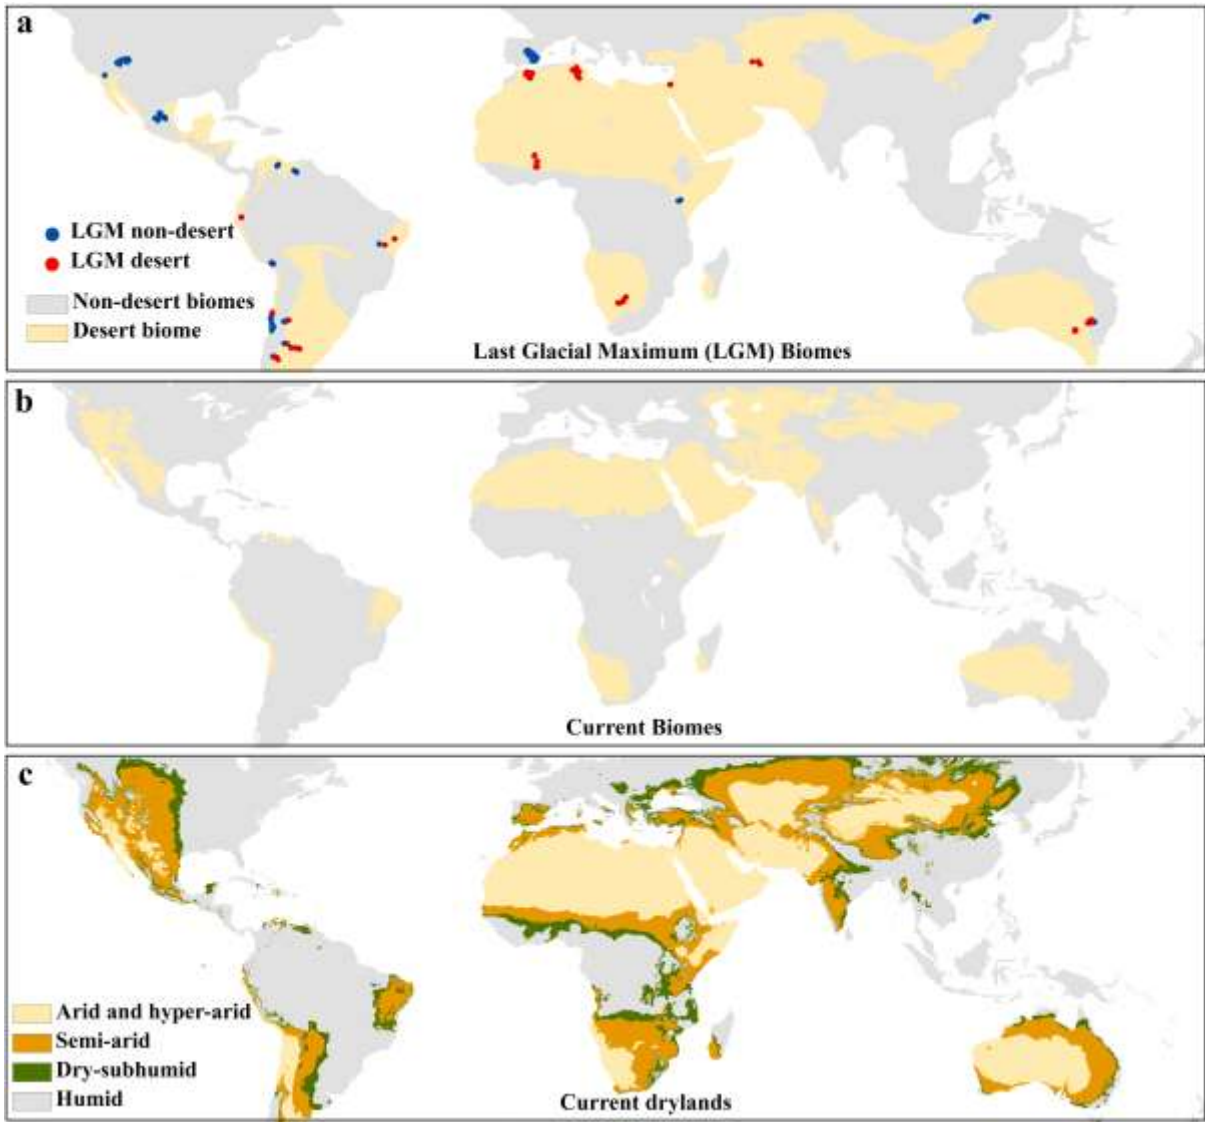 a
LGM non-desert
LGM desert
Non-desert biomes
Desert biome
Last Glacial Maximum (LGM) Biomes
b
Current Biomes
c
Arid and hyper-arid
Semi-arid
Dry-subhumid
Humid
Current drylands